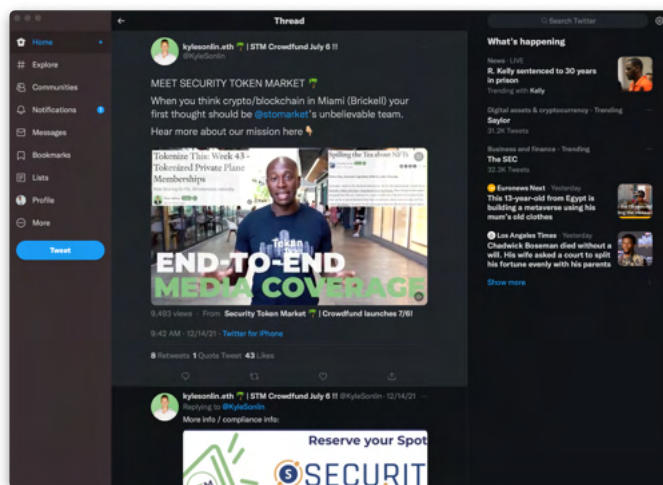 Home
Explore
Communities
Notifications
Messages
Bookmarks
Lists
Profile
More
Tweet
Thread
kylesonlin.eth 🌴 | STM Crowdfund July 6 !!
@KyleSonlin
MEET SECURITY TOKEN MARKET 🌴
When you think crypto/blockchain in Miami (Brickell) your
first thought should be @stomarket's unbelievable team.
Hear more about our mission here 👇
Tokenize This: Week 43 -
Tokenized Private Plane
Memberships
Spilling the Tea about NFTs
Token
END-TO-END
MEDIA COVERAGE
9,493 views · From Security Token Market 🌴 | Crowdfund launches 7/6!
9:42 AM · 12/14/21 · Twitter for iPhone
8 Retweets 1 Quote Tweet 43 Likes
kylesonlin.eth 🌴 | STM Crowdfund July 6 !! @KyleSonlin · 12/14/21
Replying to @KyleSonlin
More info / compliance info:
Reserve your Spot
SECURIT
Search Twitter
What's happening
News · LIVE
R. Kelly sentenced to 30 years
in prison
Trending with Kelly
Digital assets & cryptocurrency · Trending
Saylor
31.2K Tweets
Business and finance · Trending
The SEC
32.3K Tweets
Euronews Next · Yesterday
This 13-year-old from Egypt is
building a metaverse using his
mum's old clothes
Los Angeles Times · Yesterday
Chadwick Boseman died without a
will. His wife asked a court to split
his fortune evenly with his parents
Show more